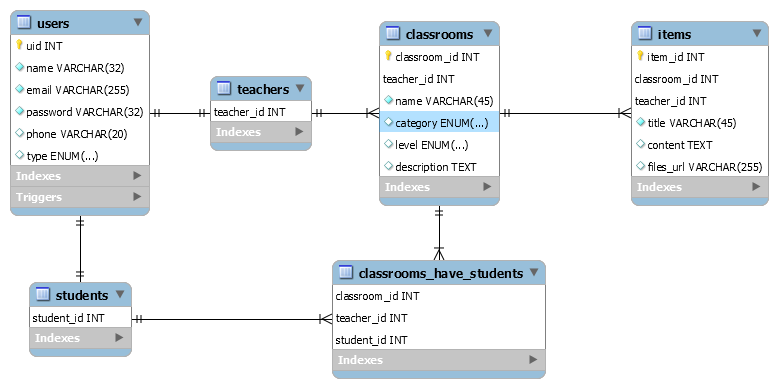 users
uid INT
name VARCHAR(32)
email VARCHAR(255)
password VARCHAR(32)
phone VARCHAR(20)
type ENUM(...)
Indexes
Triggers
teachers
teacher_id INT
Indexes
classrooms
classroom_id INT
teacher_id INT
name VARCHAR(45)
category ENUM(...)
level ENUM(...)
description TEXT
Indexes
items
item_id INT
classroom_id INT
teacher_id INT
title VARCHAR(45)
content TEXT
files_url VARCHAR(255)
Indexes
students
student_id INT
Indexes
classrooms_have_students
classroom_id INT
teacher_id INT
student_id INT
Indexes